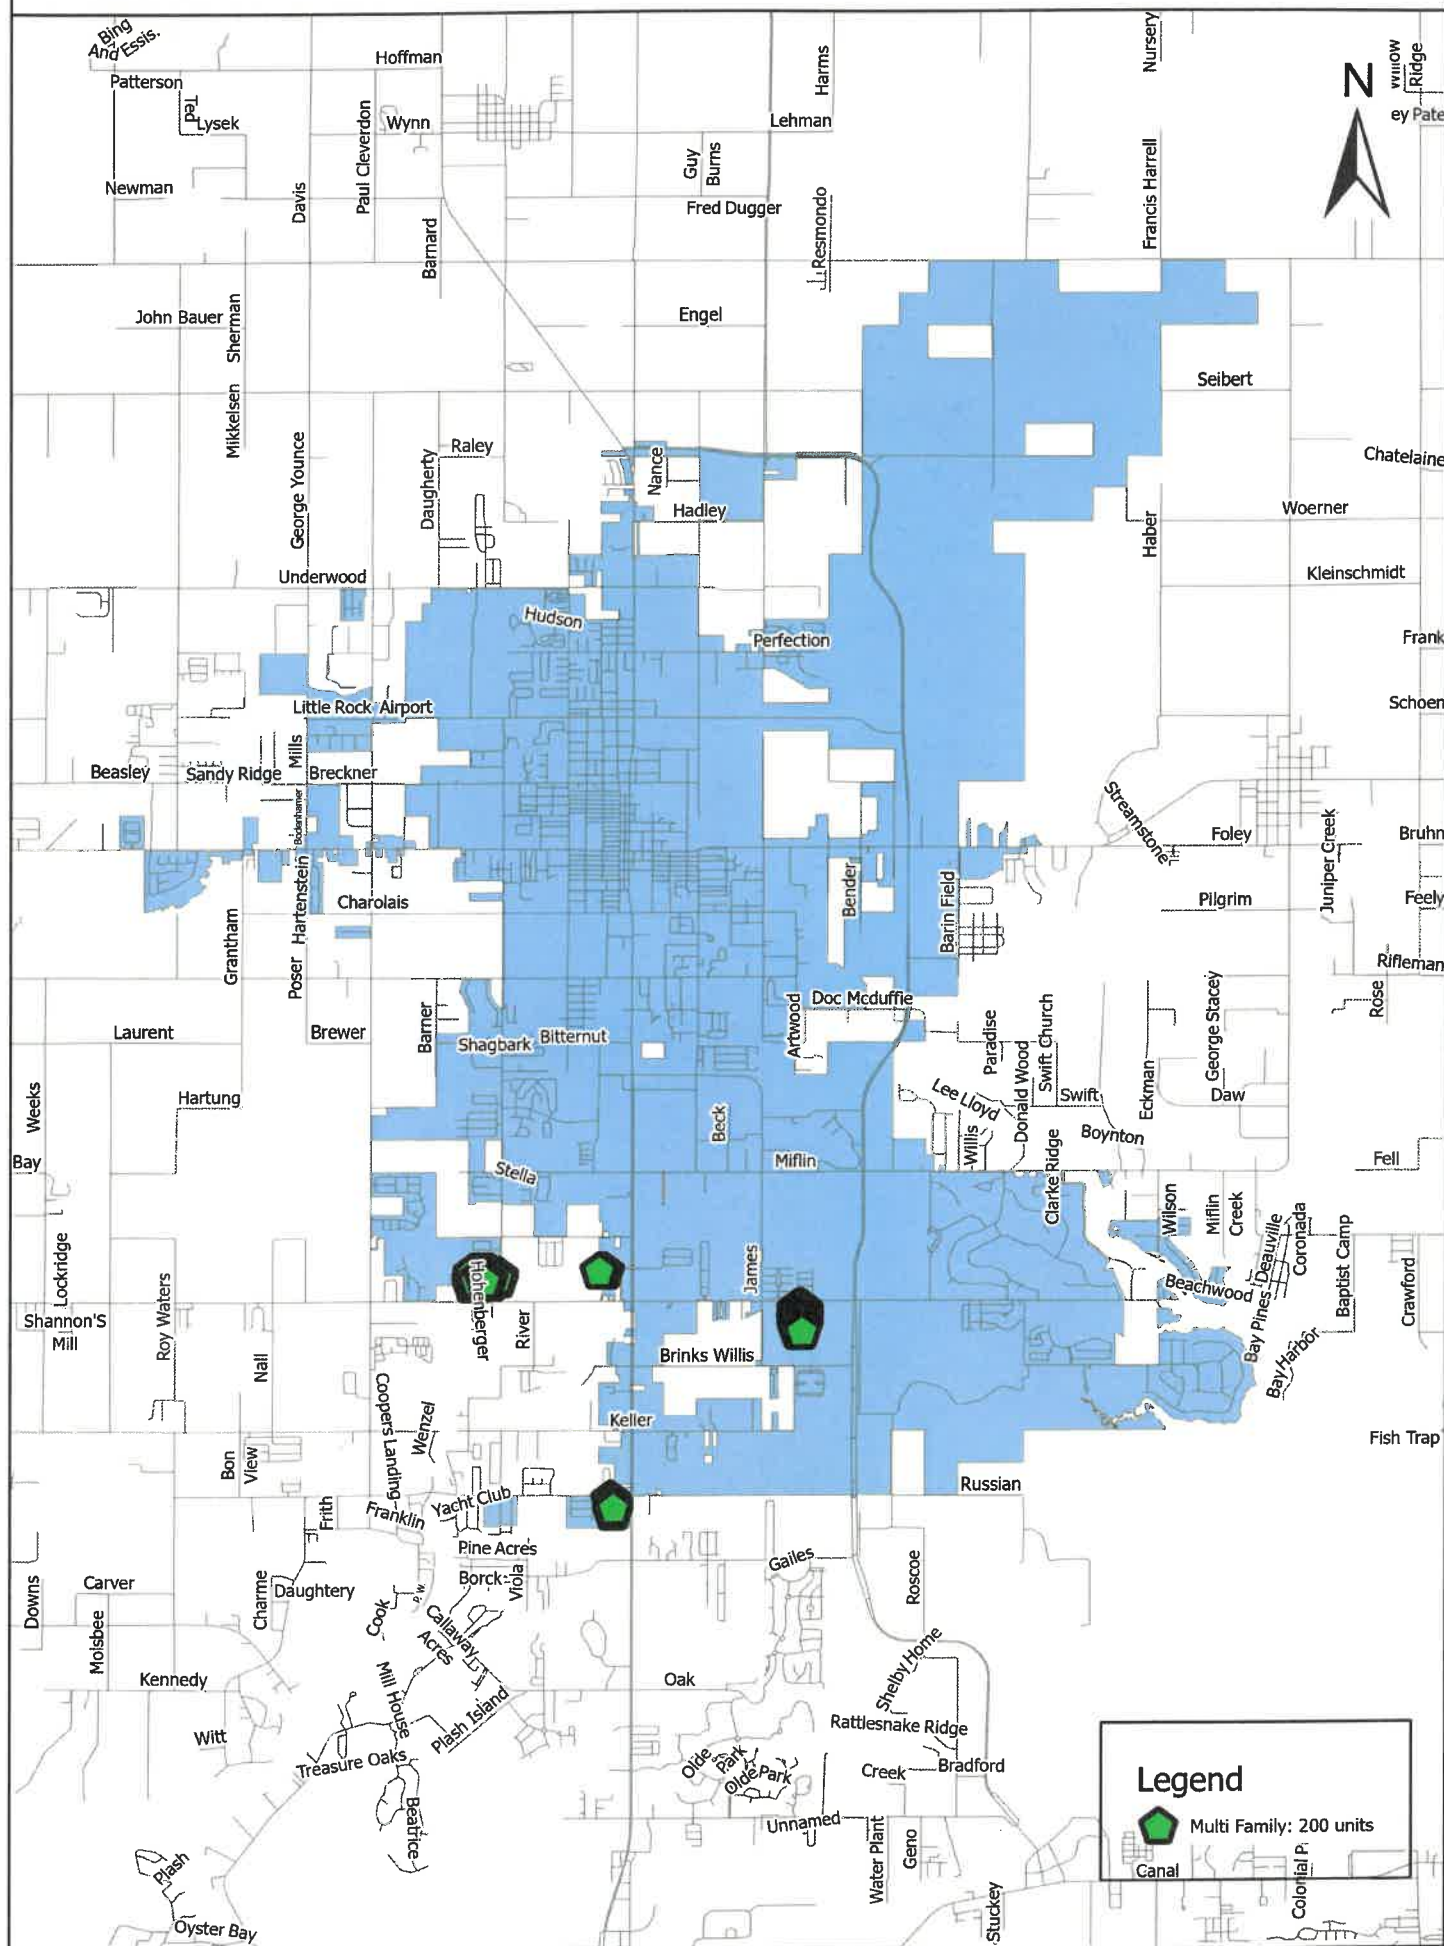 Bing
And Essis.
Hoffman
Harms
Nursery
Willow
Ridge
N
Patterson
Ted
Lysek
Paul Cleverdon
Wynn
Lehman
ey Pate
Guy
Burns
Newman
Davis
Fred Dugger
Francis Harrell
Barnard
Resmondo
John Bauer
Sherman
Engel
Mikkelsen
Seibert
George Younce
Daugherty
Raley
Nance
Chatelaine
Hadley
Haber
Woerner
Underwood
Kleinschmidt
Hudson
Perfection
Frank
Little Rock
Airport
Schoen
Mills
Beasley
Sandy Ridge
Breckner
Bodenhamer
Streamstone
Foley
Juniper Creek
Bruhn
Hartenstein
Bender
Barin Field
Charolais
Pilgrim
Feely
Grantham
Poser
Rifleman
Rose
Barner
Artwood
Doc Mcduffie
George Stacey
Laurent
Brewer
Shagbark
Bitternut
Paradise
Swift Church
Donald Wood
Weeks
Hartung
Beck
Lee Lloyd
Swift
Eckman
Daw
Willis
Boynton
Bay
Stella
Miflin
Clarke Ridge
Fell
Wilson
Miflin
Creek
Deauville
Coronada
Baptist Camp
Lockridge
Roy Waters
Hohenberger
James
Beachwood
Bay Pines
Crawford
Shannon'S
Mill
Nall
River
Brinks Willis
Bay Harbor
Coopers Landing
Wenzel
Keller
Bon
View
Fish Trap
Frith
Franklin
Yacht Club
Russian
Pine Acres
Gailes
Downs
Carver
Charme
Daughtery
Borck
Viola
Roscoe
Molsbee
Cook
P. W.
Callaway
Acres
Shelby Home
Kennedy
Mill House
Oak
Witt
Plash Island
Rattlesnake Ridge
Treasure Oaks
Olde
Park
Olde Park
Creek
Bradford
Legend
Beatrice
Unnamed
Multi Family: 200 units
Water Plant
Geno
Plash
Canal
Colonial P
Oyster Bay
Stuckey